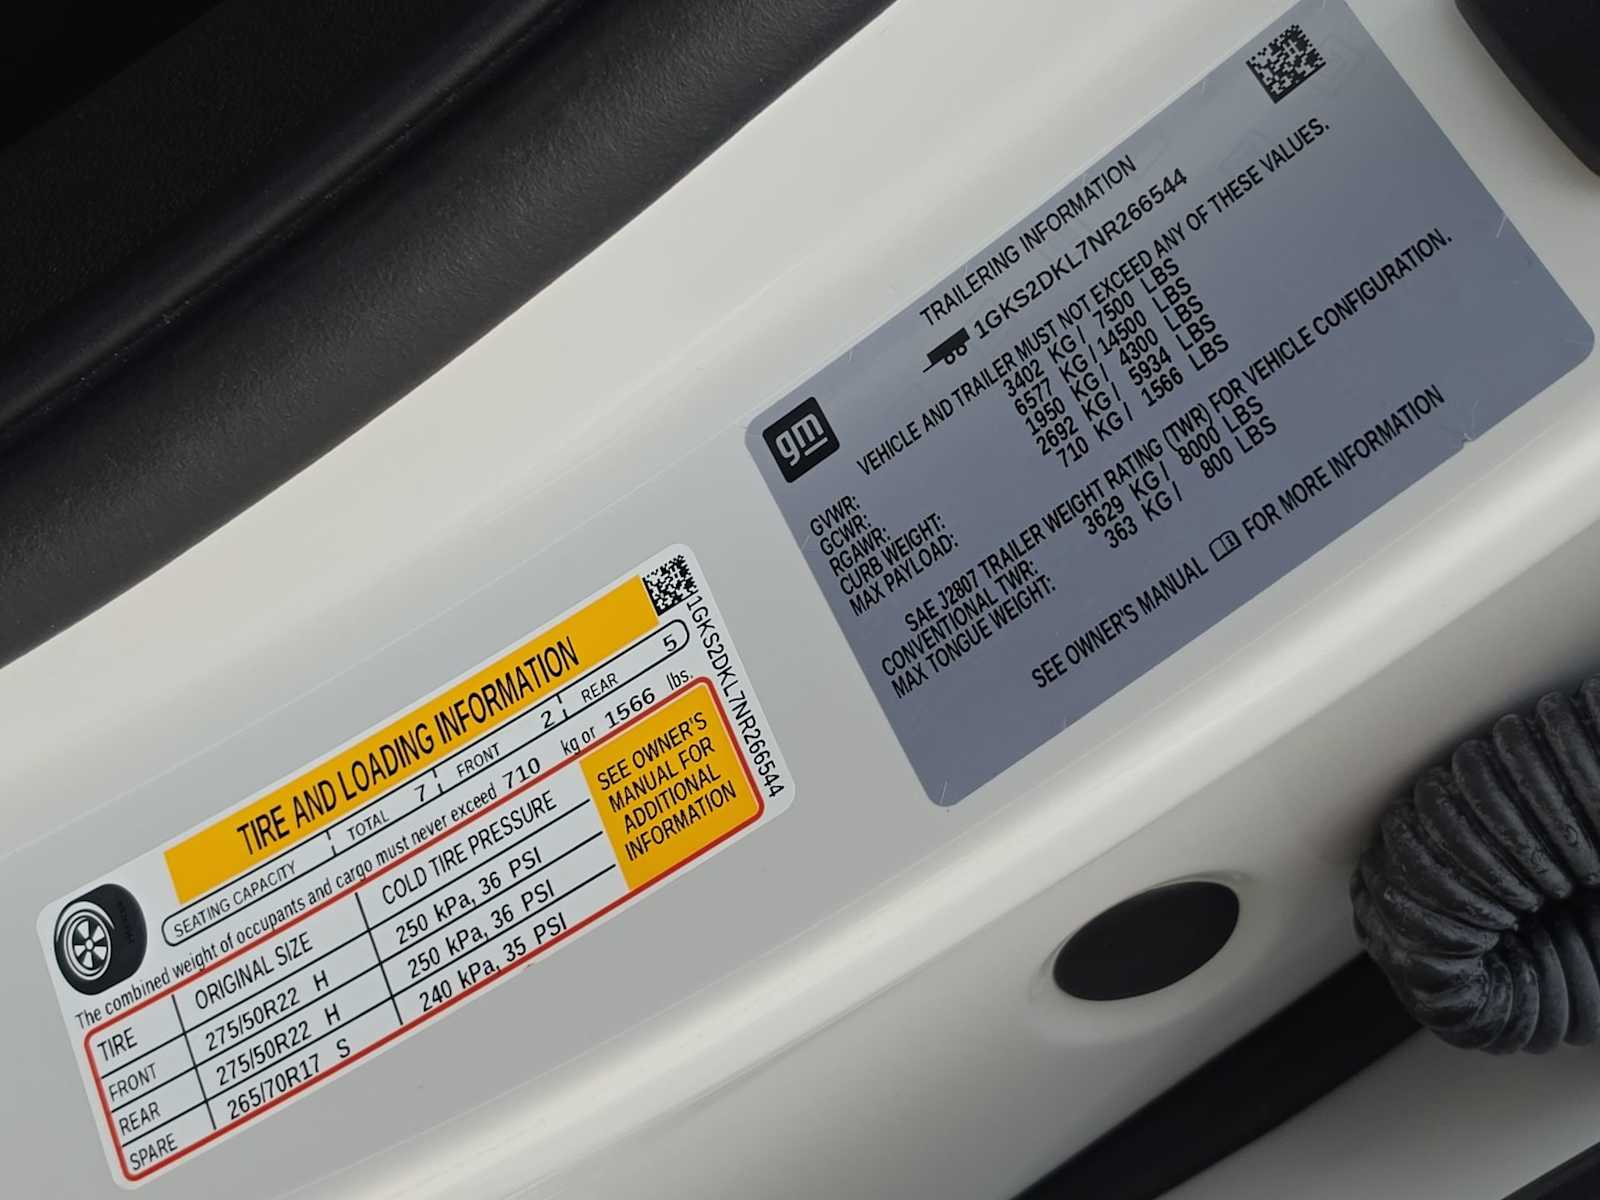 TIRE AND LOADING INFORMATION
SEATING CAPACITY TOTAL 7 FRONT 2 REAR 5
The combined weight of occupants and cargo must never exceed 710 kg or 1566 lbs.
TIRE ORIGINAL SIZE COLD TIRE PRESSURE
FRONT 275/50R22 H 250 kPa, 36 PSI
REAR 275/50R22 H 250 kPa, 36 PSI
SPARE 265/70R17 S 240 kPa, 35 PSI
SEE OWNER'S
MANUAL FOR
ADDITIONAL
INFORMATION
1GKS2DKL7NR266544
gm
TRAILERING INFORMATION
1GKS2DKL7NR266544
VEHICLE AND TRAILER MUST NOT EXCEED ANY OF THESE VALUES.
GVWR: 3402 KG / 7500 LBS
GCWR: 6577 KG / 14500 LBS
RGAWR: 1950 KG / 4300 LBS
CURB WEIGHT: 2692 KG / 5934 LBS
MAX PAYLOAD: 710 KG / 1566 LBS
SAE J2807 TRAILER WEIGHT RATING (TWR) FOR VEHICLE CONFIGURATION.
CONVENTIONAL TWR: 3629 KG / 8000 LBS
MAX TONGUE WEIGHT: 363 KG / 800 LBS
SEE OWNER'S MANUAL FOR MORE INFORMATION